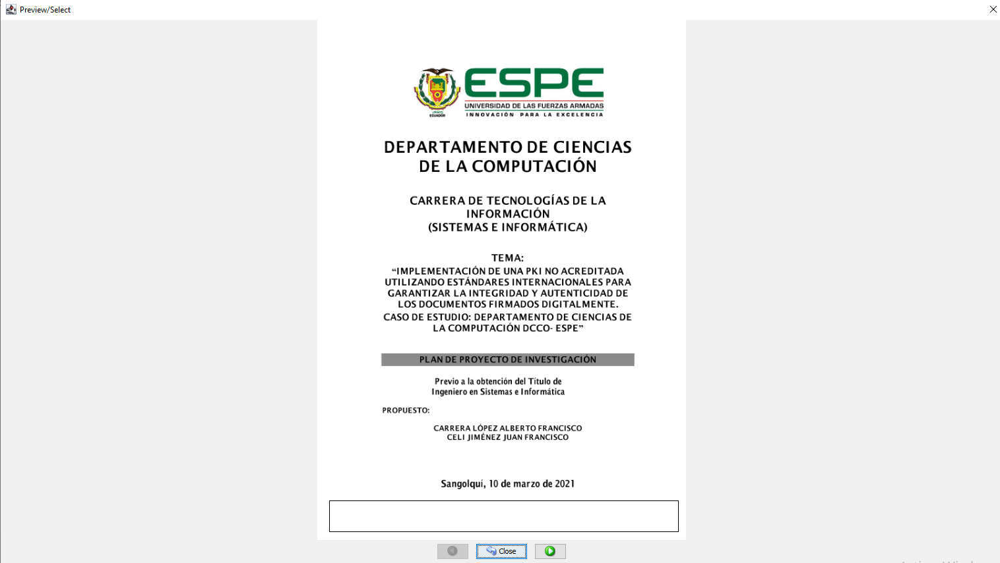 Preview/Select
ESPE
UNIVERSIDAD DE LAS FUERZAS ARMADAS
INNOVACIÓN PARA LA EXCELENCIA
ECUADOR
DEPARTAMENTO DE CIENCIAS
DE LA COMPUTACIÓN
CARRERA DE TECNOLOGÍAS DE LA
INFORMACIÓN
(SISTEMAS E INFORMÁTICA)
TEMA:
“IMPLEMENTACIÓN DE UNA PKI NO ACREDITADA
UTILIZANDO ESTÁNDARES INTERNACIONALES PARA
GARANTIZAR LA INTEGRIDAD Y AUTENTICIDAD DE
LOS DOCUMENTOS FIRMADOS DIGITALMENTE.
CASO DE ESTUDIO: DEPARTAMENTO DE CIENCIAS DE
LA COMPUTACIÓN DCCO- ESPE”
PLAN DE PROYECTO DE INVESTIGACIÓN
Previo a la obtención del Título de
Ingeniero en Sistemas e Informática
PROPUESTO:
CARRERA LÓPEZ ALBERTO FRANCISCO
CELI JIMÉNEZ JUAN FRANCISCO
Sangolquí, 10 de marzo de 2021
Close